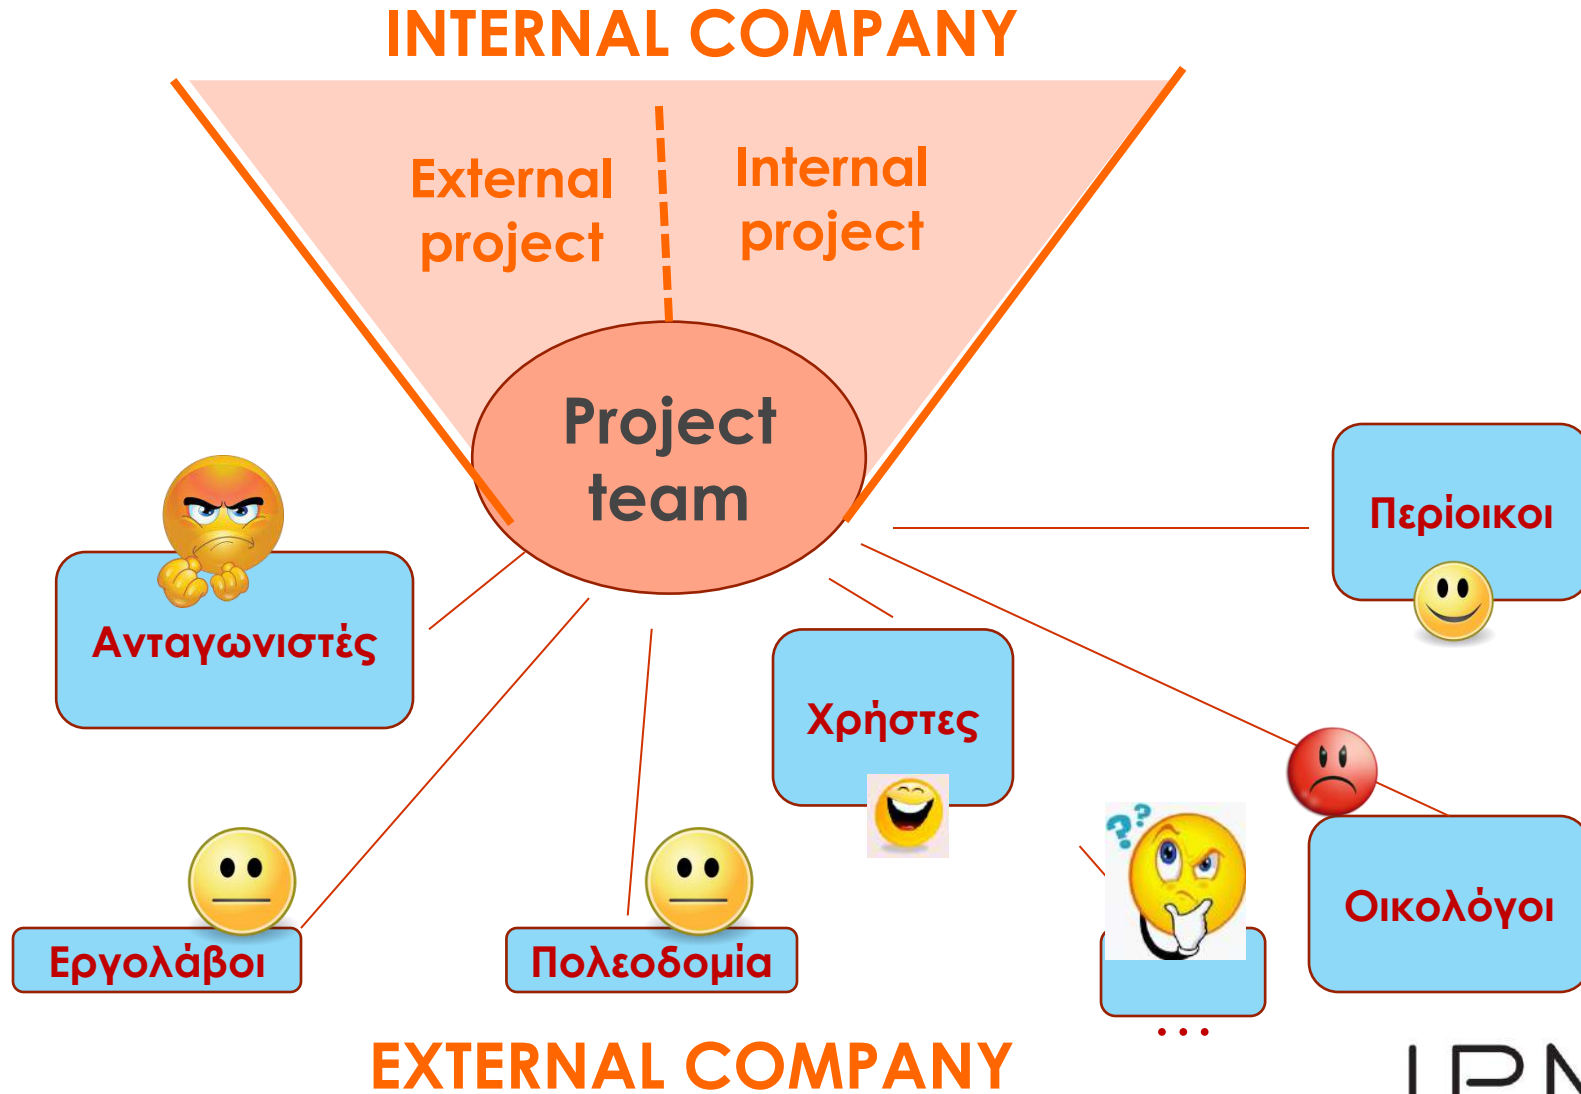 INTERNAL COMPANY
External
project
Internal
project
Project
team
Περίοικοι
Ανταγωνιστές
Χρήστες
??
Οικολόγοι
Εργολάβοι
Πολεοδομία
...
EXTERNAL COMPANY